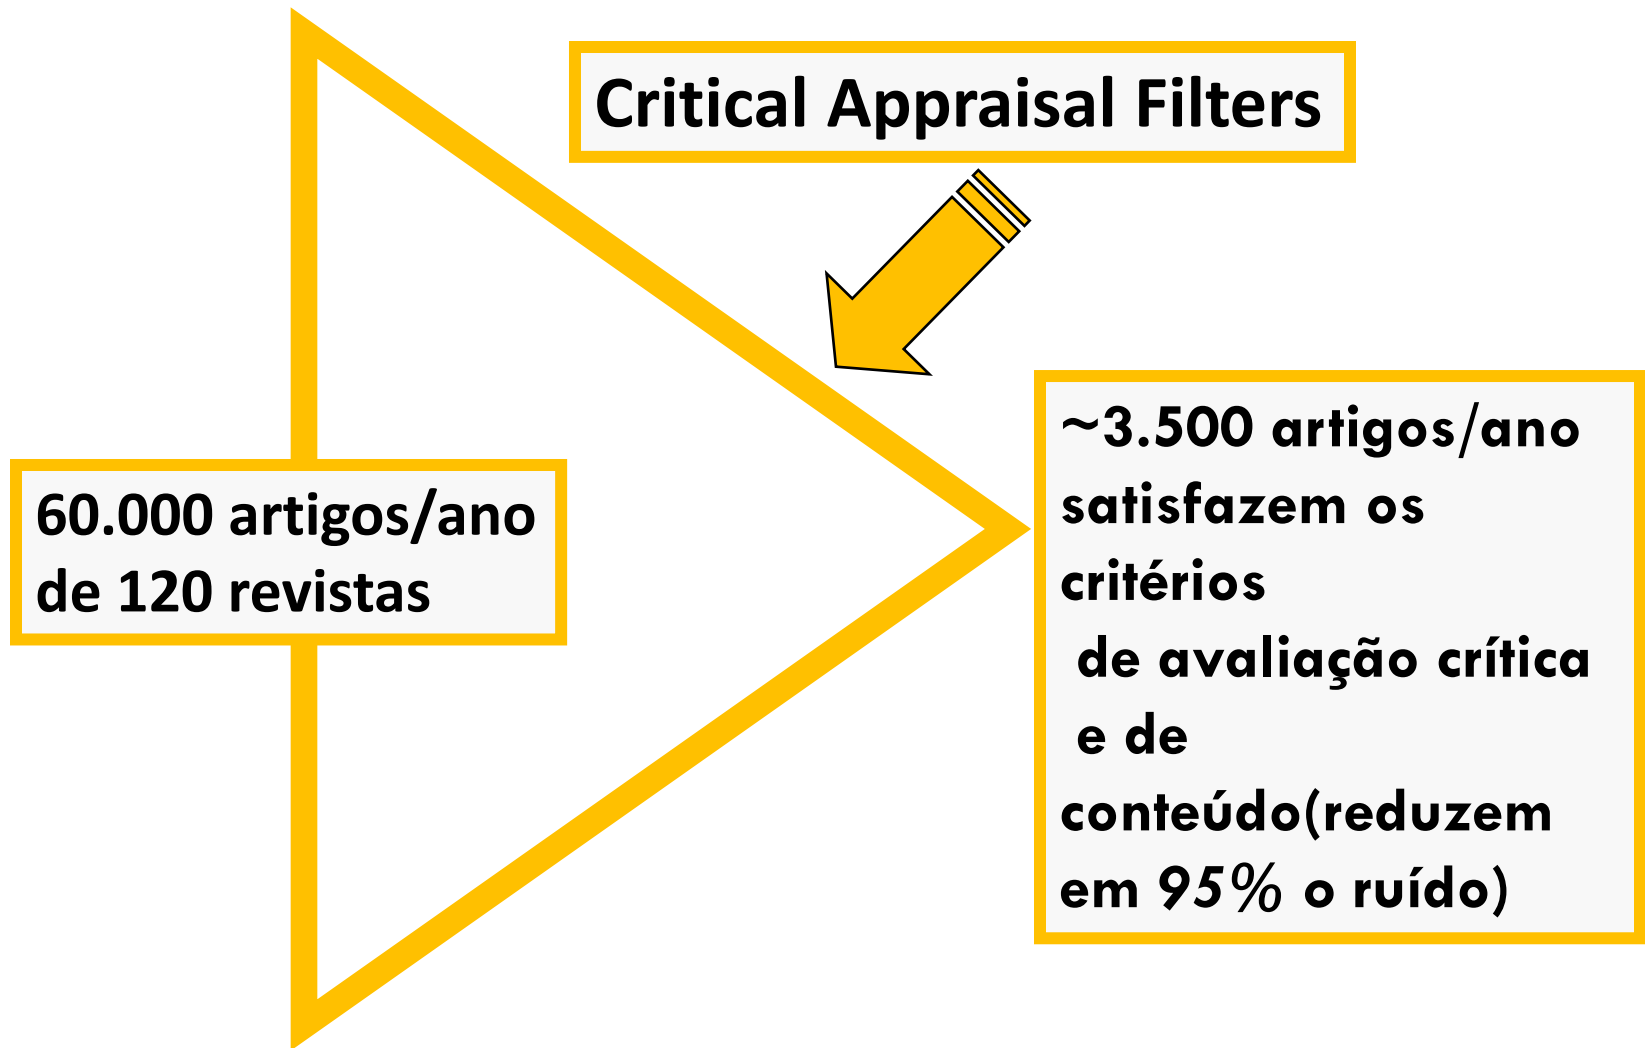 Critical Appraisal Filters
60.000 artigos/ano
de 120 revistas
~3.500 artigos/ano
satisfazem os
critérios
de avaliação crítica
e de
conteúdo(reduzem
em 95% o ruído)